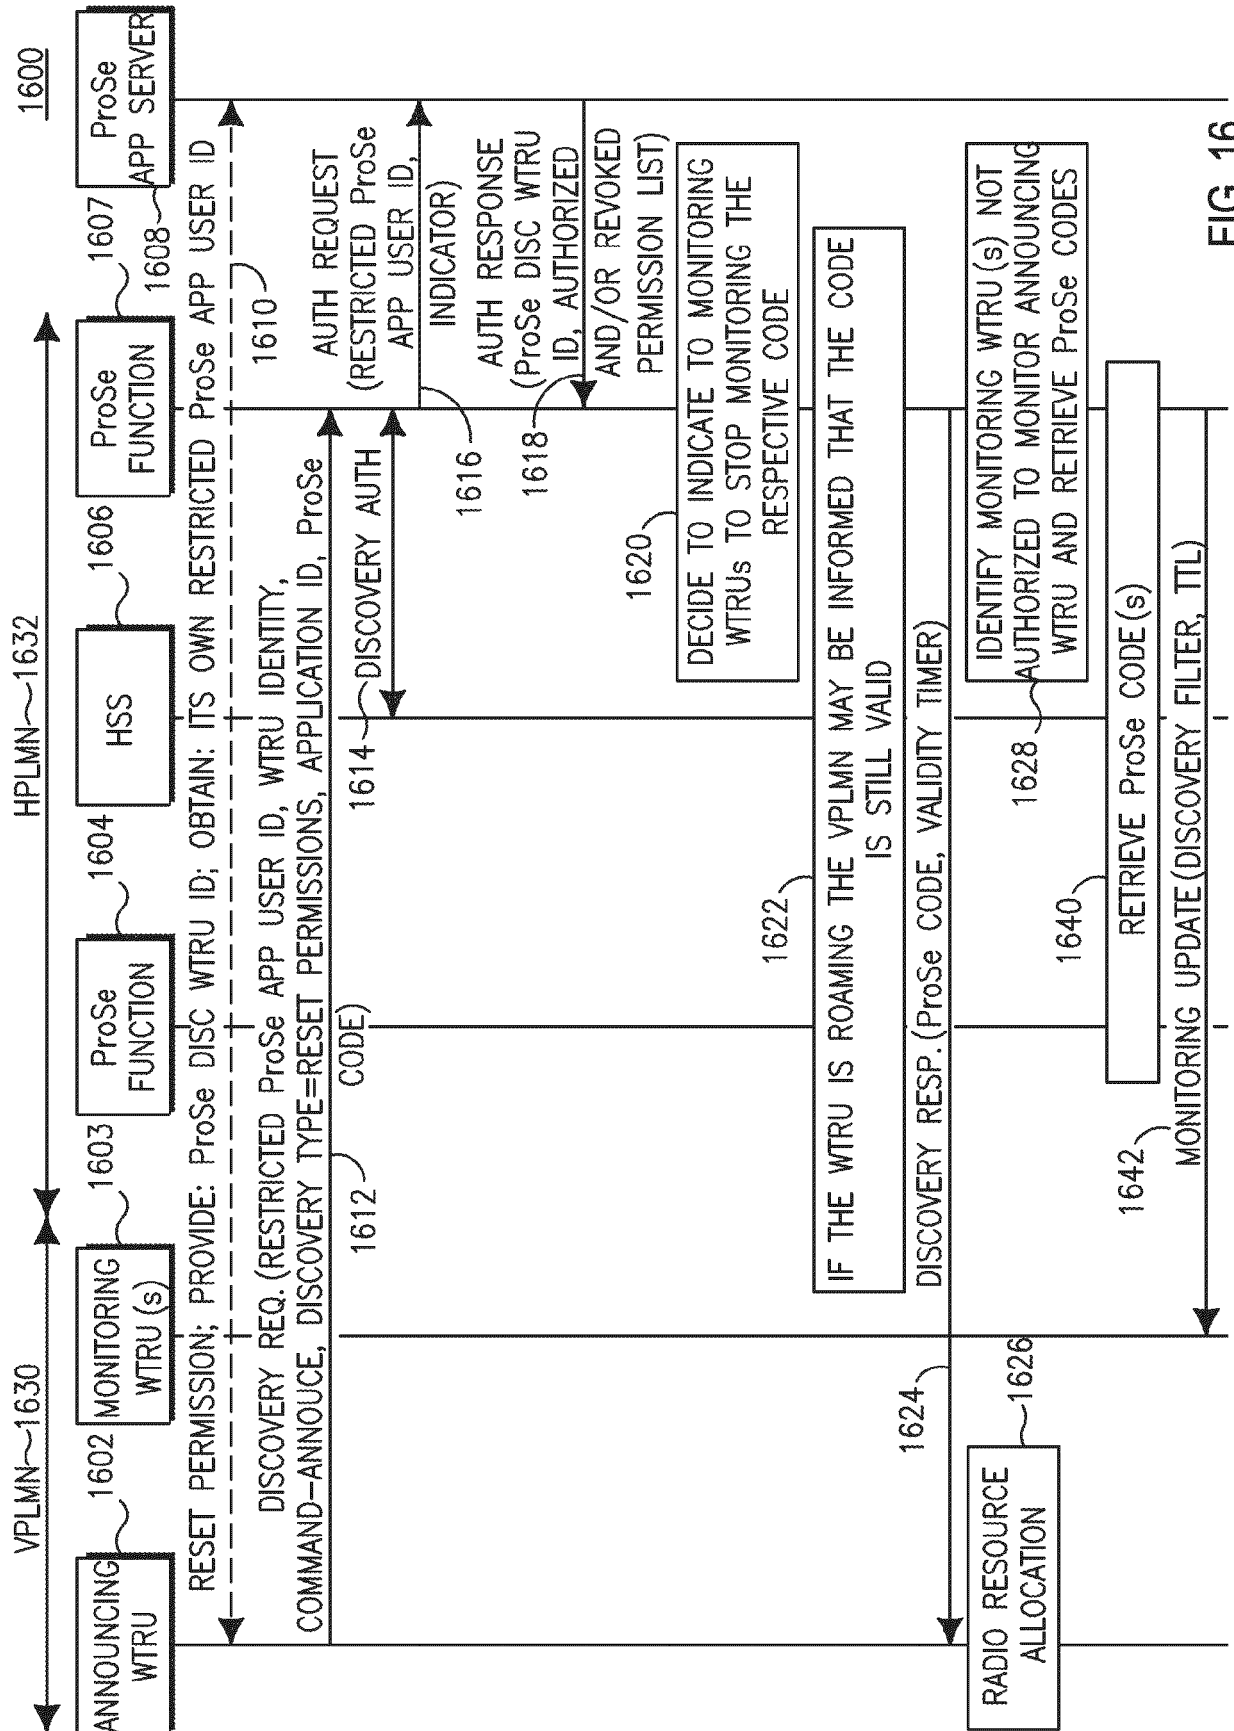 1600
VPLMN~1630
HPLMN~1632
ANNOUNCING
WTRU
1602
MONITORING
WTRU(s)
1603
ProSe
FUNCTION
1604
HSS
1606
ProSe
FUNCTION
1607
ProSe
APP SERVER
1608
RESET PERMISSION; PROVIDE: ProSe DISC WTRU ID; OBTAIN: ITS OWN RESTRICTED ProSe APP USER ID
1610
DISCOVERY REQ.(RESTRICTED ProSe APP USER ID, WTRU IDENTITY,
COMMAND-ANNOUCE, DISCOVERY TYPE=RESET PERMISSIONS, APPLICATION ID, ProSe
CODE)
1612
1614
DISCOVERY AUTH
AUTH REQUEST
(RESTRICTED ProSe
APP USER ID,
INDICATOR)
1616
AUTH RESPONSE
(ProSe DISC WTRU
ID, AUTHORIZED
AND/OR REVOKED
PERMISSION LIST)
1618
1620
DECIDE TO INDICATE TO MONITORING
WTRUs TO STOP MONITORING THE
RESPECTIVE CODE
1622
IF THE WTRU IS ROAMING THE VPLMN MAY BE INFORMED THAT THE CODE
IS STILL VALID
DISCOVERY RESP.(ProSe CODE, VALIDITY TIMER)
1624
RADIO RESOURCE
ALLOCATION
1626
IDENTIFY MONITORING WTRU(s) NOT
AUTHORIZED TO MONITOR ANNOUNCING
WTRU AND RETRIEVE ProSe CODES
1628
1640
RETRIEVE ProSe CODE(s)
MONITORING UPDATE(DISCOVERY FILTER, TTL)
1642
FIG. 16